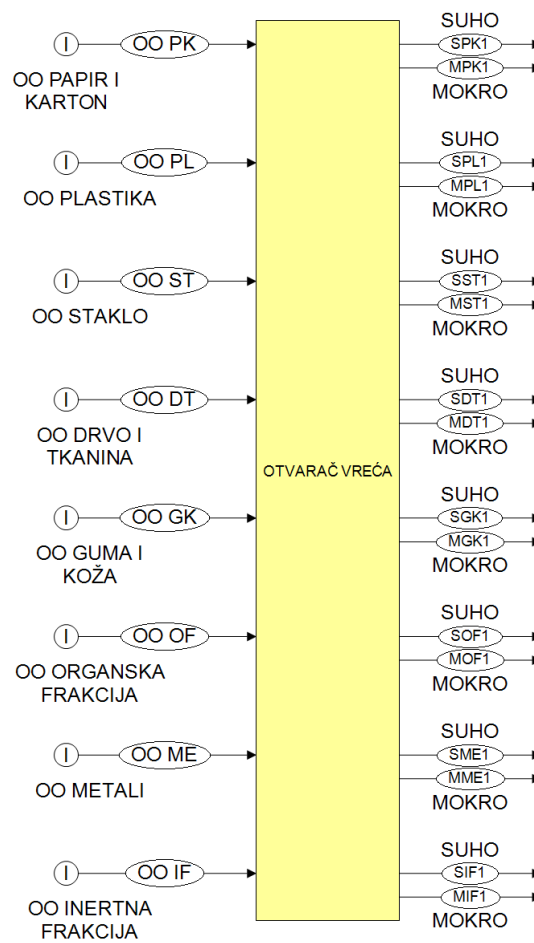 SUHO
I
OO PK
SPK1
MPK1
OO PAPIR I
KARTON
MOKRO
SUHO
I
OO PL
SPL1
MPL1
OO PLASTIKA
MOKRO
SUHO
I
OO ST
SST1
MST1
OO STAKLO
MOKRO
SUHO
I
OO DT
SDT1
MDT1
OO DRVO I
TKANINA
MOKRO
OTVARAČ VREĆA
SUHO
I
OO GK
SGK1
MGK1
OO GUMA I
KOŽA
MOKRO
SUHO
I
OO OF
SOF1
MOF1
OO ORGANSKA
FRAKCIJA
MOKRO
SUHO
I
OO ME
SME1
MME1
OO METALI
MOKRO
SUHO
I
OO IF
SIF1
MIF1
OO INERTNA
FRAKCIJA
MOKRO